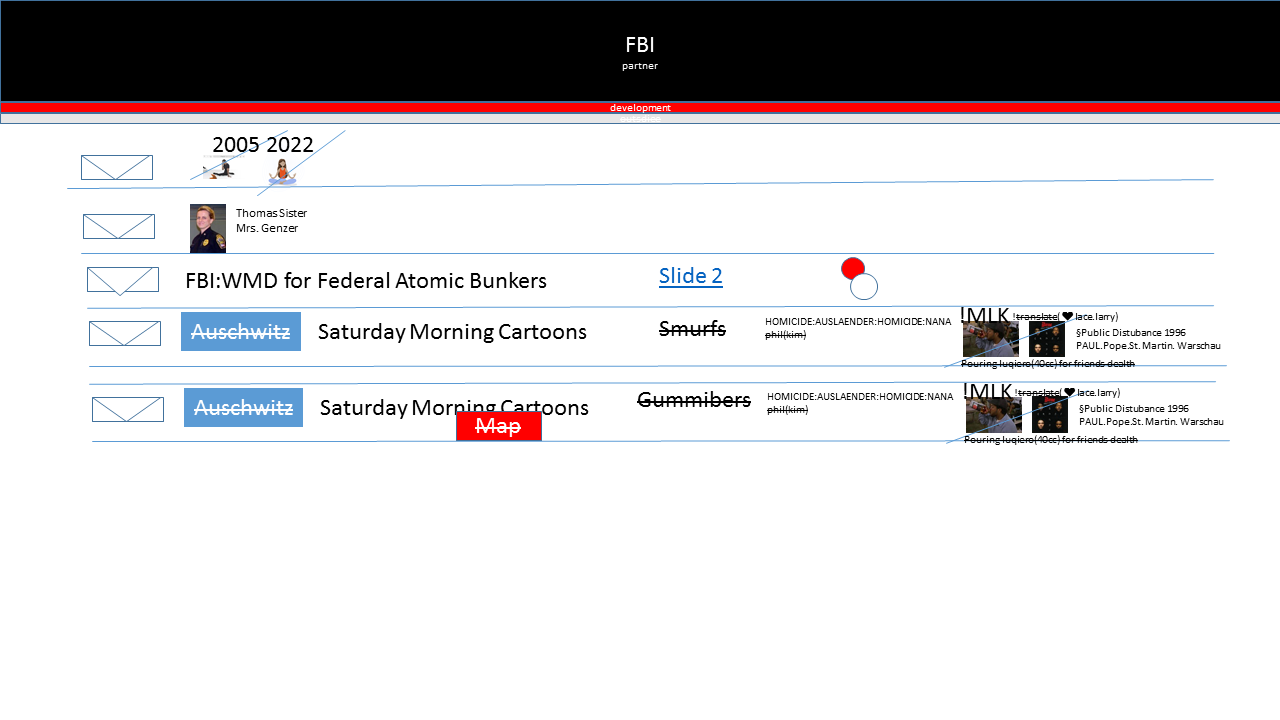 FBI
partner
development
2005 2022
Thomas Sister
Mrs. Genzer
FBI:WMD for Federal Atomic Bunkers
Slide 2
Auschwitz
Saturday Morning Cartoons
Smurfs
HOMICIDE:AUSLAENDER:HOMICIDE:NANA
phil(kim)
!MLK
!translate(❤lace.larry)
§Public Distubance 1996
PAUL.Pope.St. Martin. Warschau
Pouring luqiero(40cc) for friends dealth
Auschwitz
Saturday Morning Cartoons
Map
Gummibers
HOMICIDE:AUSLAENDER:HOMICIDE:NANA
phil(kim)
!MLK
!translate(❤lace.larry)
§Public Distubance 1996
PAUL.Pope.St. Martin. Warschau
Pouring luqiero(40cc) for friends dealth